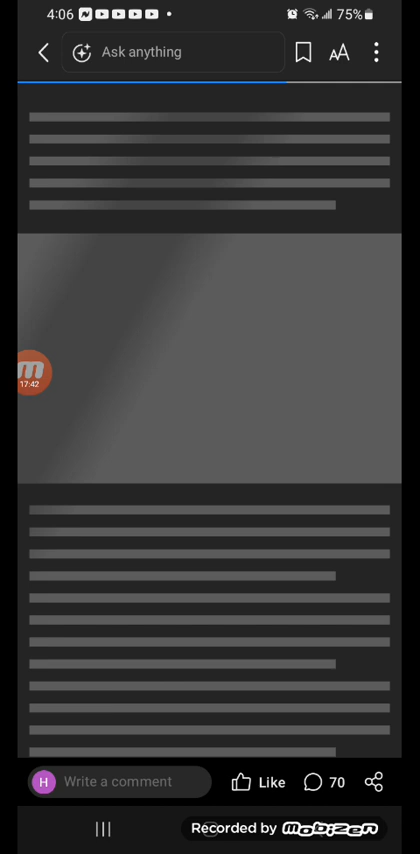 4:06 75%
Ask anything AA
m
17:42
H Write a comment Like 70
Recorded by mobizen